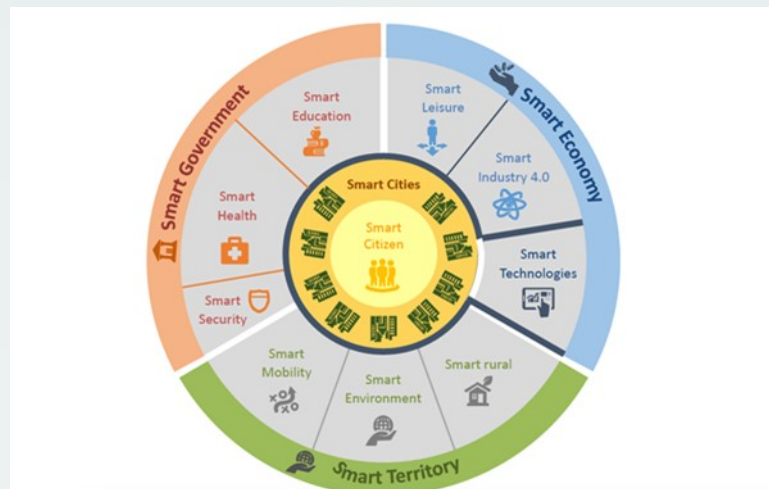 Smart Government
Smart
Education
Smart
Health
Smart
Security
Smart Economy
Smart
Leisure
Smart
Industry 4.0
Smart
Technologies
Smart Cities
Smart
Citizen
Smart
Mobility
Smart
Environment
Smart rural
Smart Territory